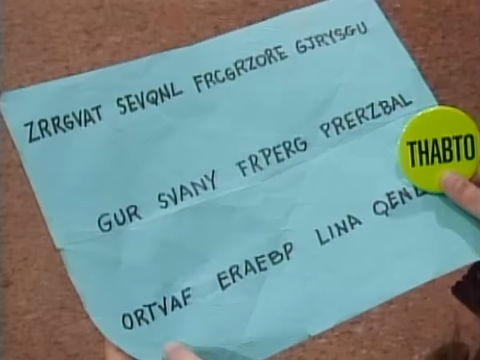 ZRRGVAT SEVQNL FRCGRZORE GJRYSGU
GUR SVANY FRPERG PRERZBAL
THABTO
ORTVAF ERAEBP LINA